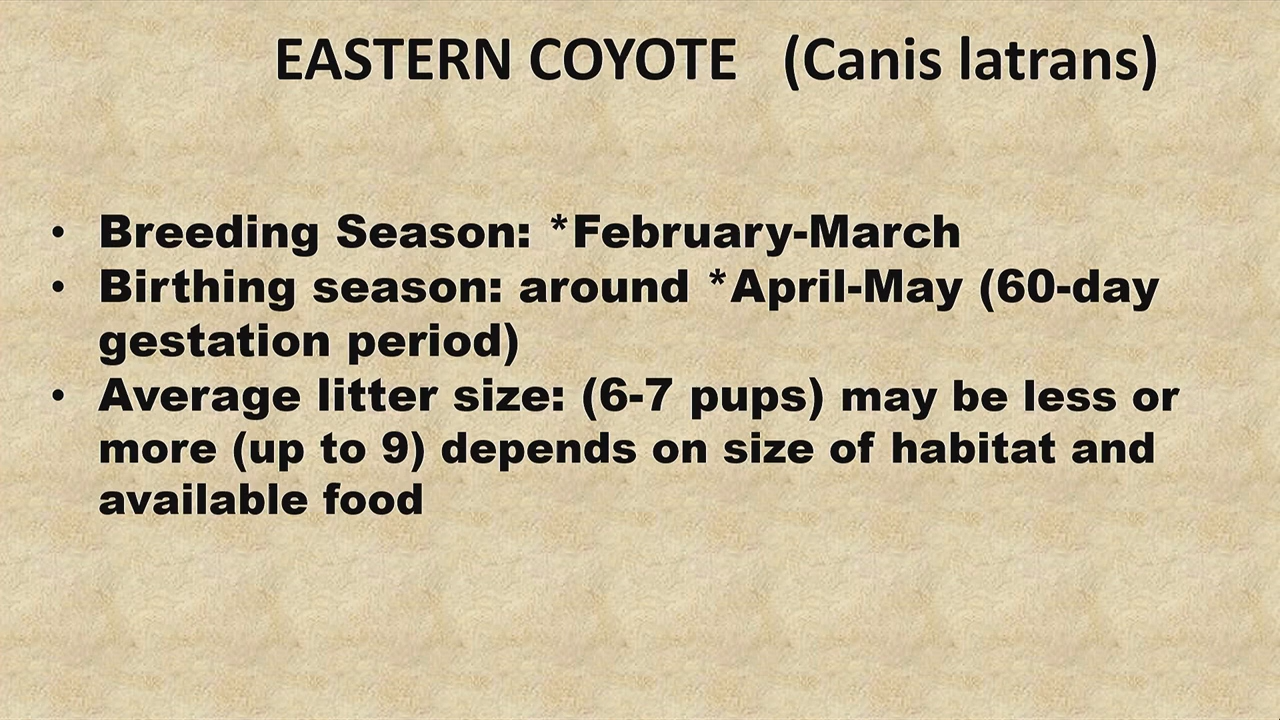 EASTERN COYOTE (Canis latrans)
• Breeding Season: *February-March
• Birthing season: around *April-May (60-day
gestation period)
• Average litter size: (6-7 pups) may be less or
more (up to 9) depends on size of habitat and
available food